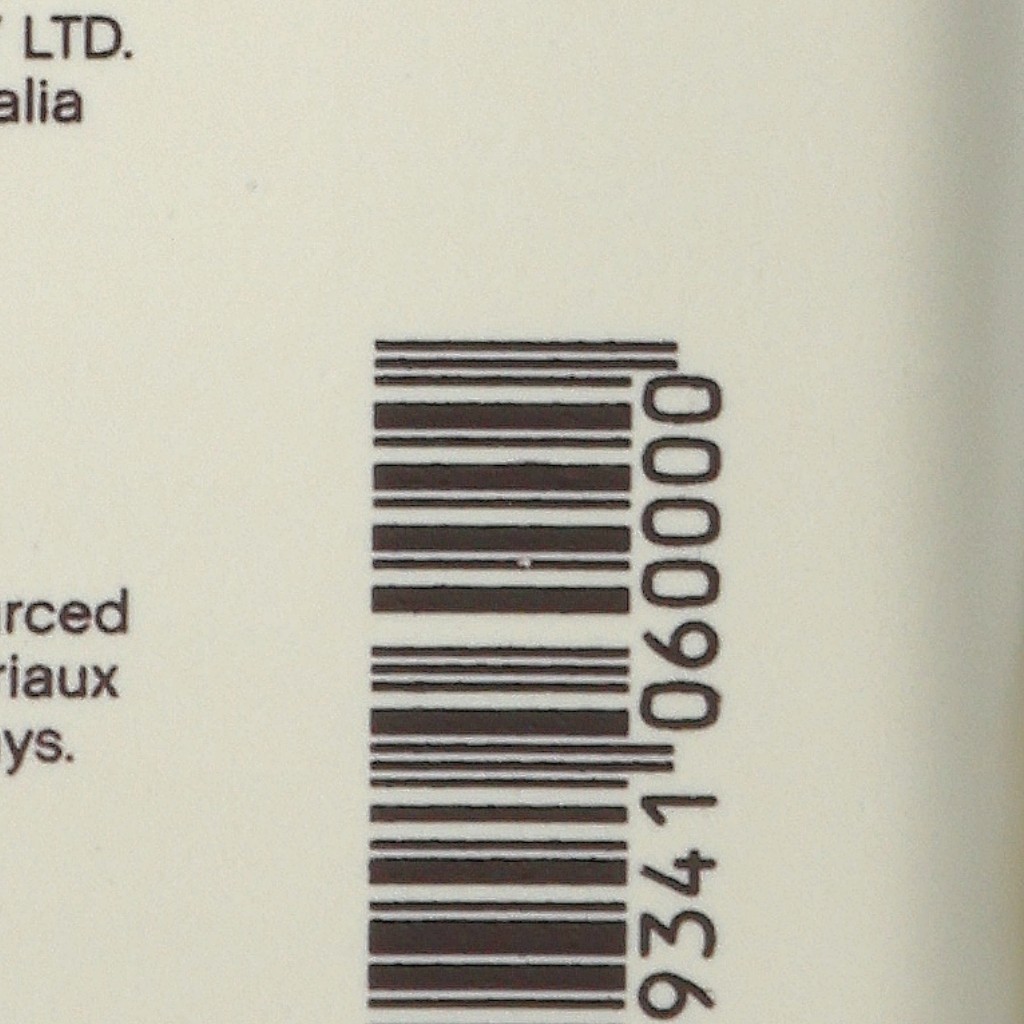 LTD.
alia
rced
riaux
ys.
9341 060000